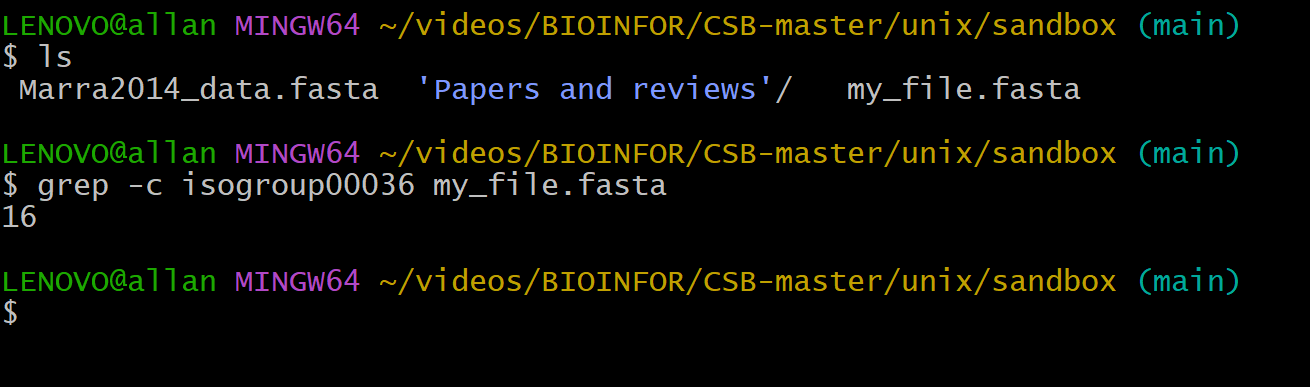 LENOVO@allan MINGW64 ~/videos/BIOINFOR/CSB-master/unix/sandbox (main)
$ ls
Marra2014_data.fasta  'Papers and reviews'/   my_file.fasta
LENOVO@allan MINGW64 ~/videos/BIOINFOR/CSB-master/unix/sandbox (main)
$ grep -c isogroup00036 my_file.fasta
16
LENOVO@allan MINGW64 ~/videos/BIOINFOR/CSB-master/unix/sandbox (main)
$